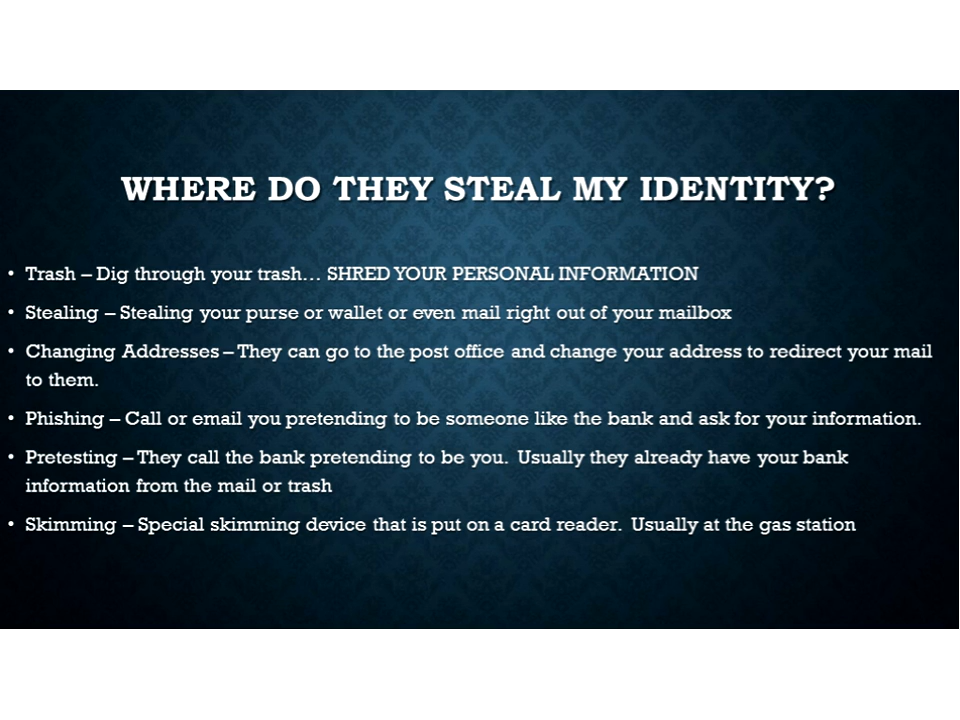 WHERE DO THEY STEAL MY IDENTITY?
• Trash – Dig through your trash… SHRED YOUR PERSONAL INFORMATION
• Stealing – Stealing your purse or wallet or even mail right out of your mailbox
• Changing Addresses – They can go to the post office and change your address to redirect your mail
to them.
• Phishing – Call or email you pretending to be someone like the bank and ask for your information.
• Pretesting – They call the bank pretending to be you. Usually they already have your bank
information from the mail or trash
• Skimming – Special skimming device that is put on a card reader. Usually at the gas station